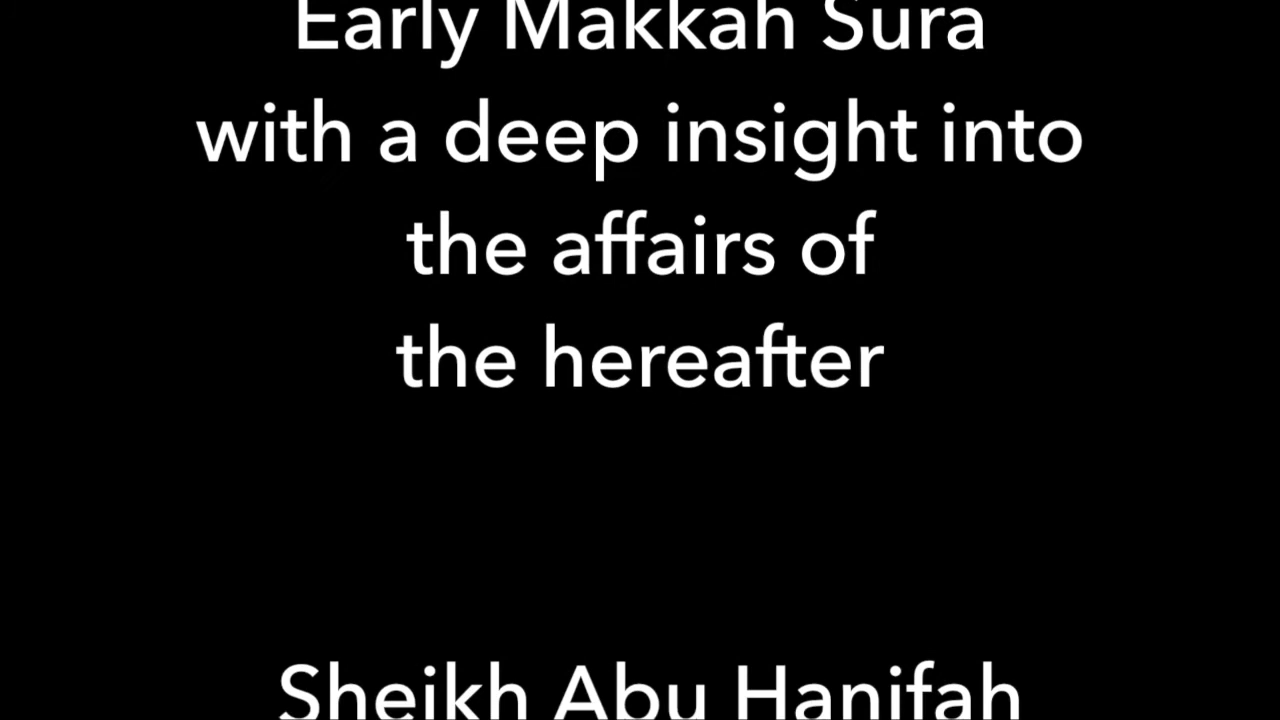 Early Makkah Sura
with a deep insight into
the affairs of
the hereafter
Sheikh Abu Hanifah